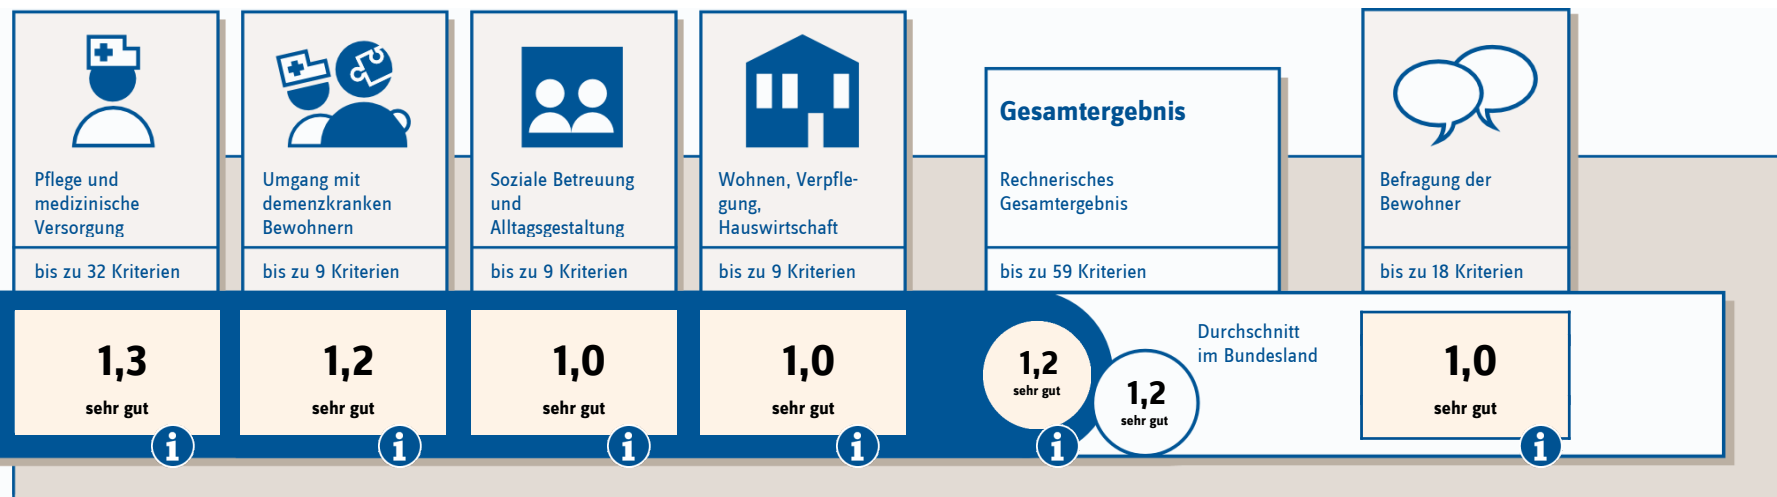 Pflege und
medizinische
Versorgung
bis zu 32 Kriterien
1,3
sehr gut
Umgang mit
demenzkranken
Bewohnern
bis zu 9 Kriterien
1,2
sehr gut
Soziale Betreuung
und
Alltagsgestaltung
bis zu 9 Kriterien
1,0
sehr gut
Wohnen, Verpfle-
gung,
Hauswirtschaft
bis zu 9 Kriterien
1,0
sehr gut
Gesamtergebnis
Rechnerisches
Gesamtergebnis
bis zu 59 Kriterien
1,2
sehr gut
1,2
sehr gut
Durchschnitt
im Bundesland
Befragung der
Bewohner
bis zu 18 Kriterien
1,0
sehr gut